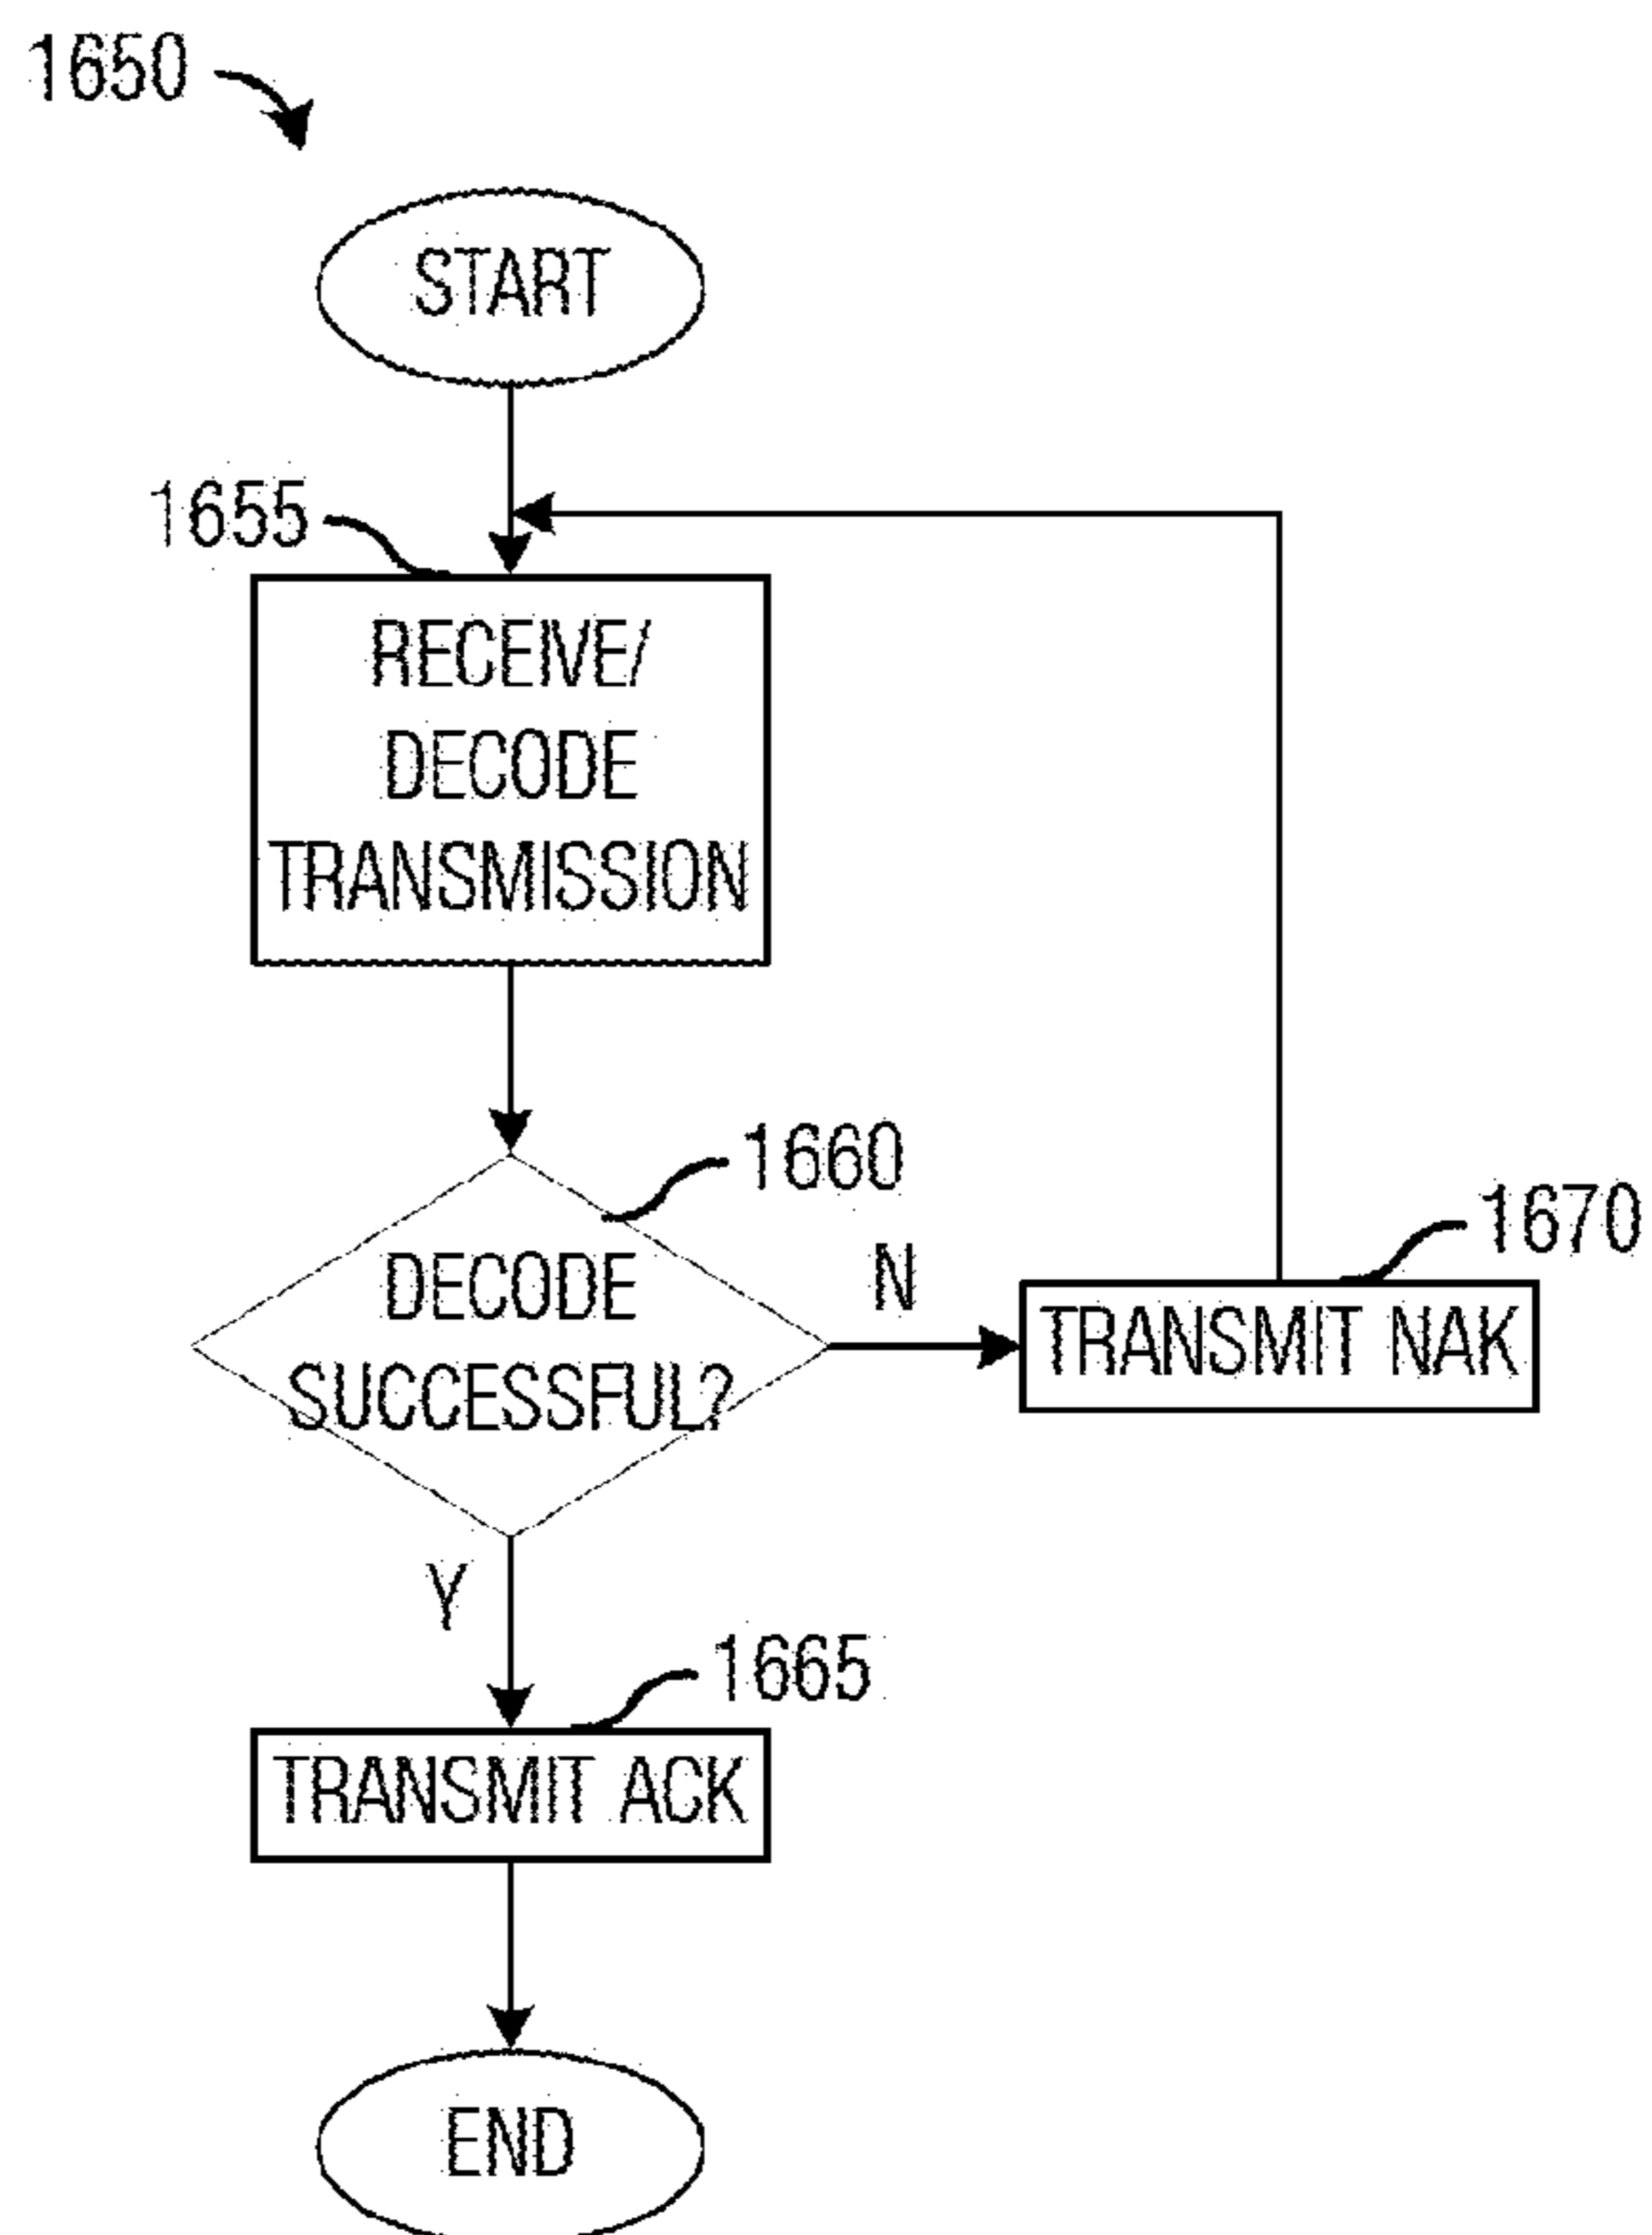 1650
START
1655
RECEIVE/
DECODE
TRANSMISSION
1660
DECODE
SUCCESSFUL?
N
1670
TRANSMIT NAK
Y
1665
TRANSMIT ACK
END